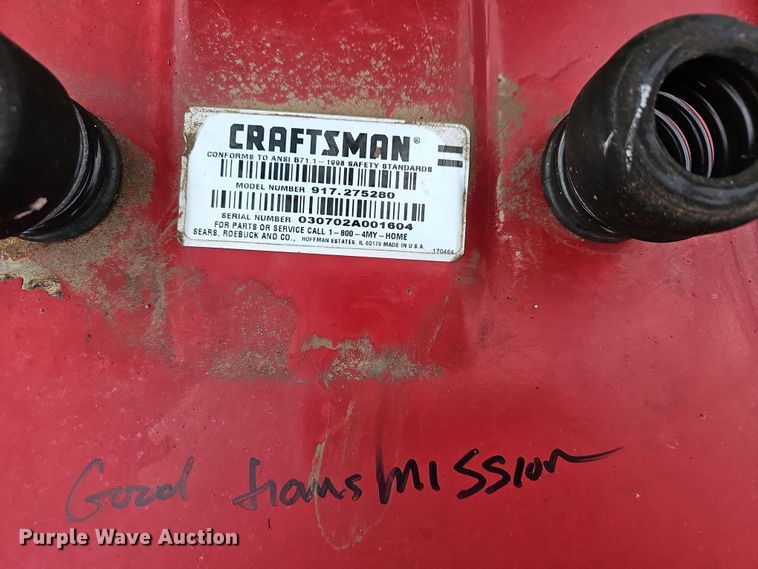 CRAFTSMAN®
CONFORMS TO ANSI B71.1-1998 SAFETY STANDARDS
MODEL NUMBER 917.275280
SERIAL NUMBER 030702A001604
FOR PARTS OR SERVICE CALL 1-800-4MY-HOME
SEARS, ROEBUCK AND CO., HOFFMAN ESTATES, IL 60179 MADE IN U.S.A.
170464
Good transmission
Purple Wave Auction